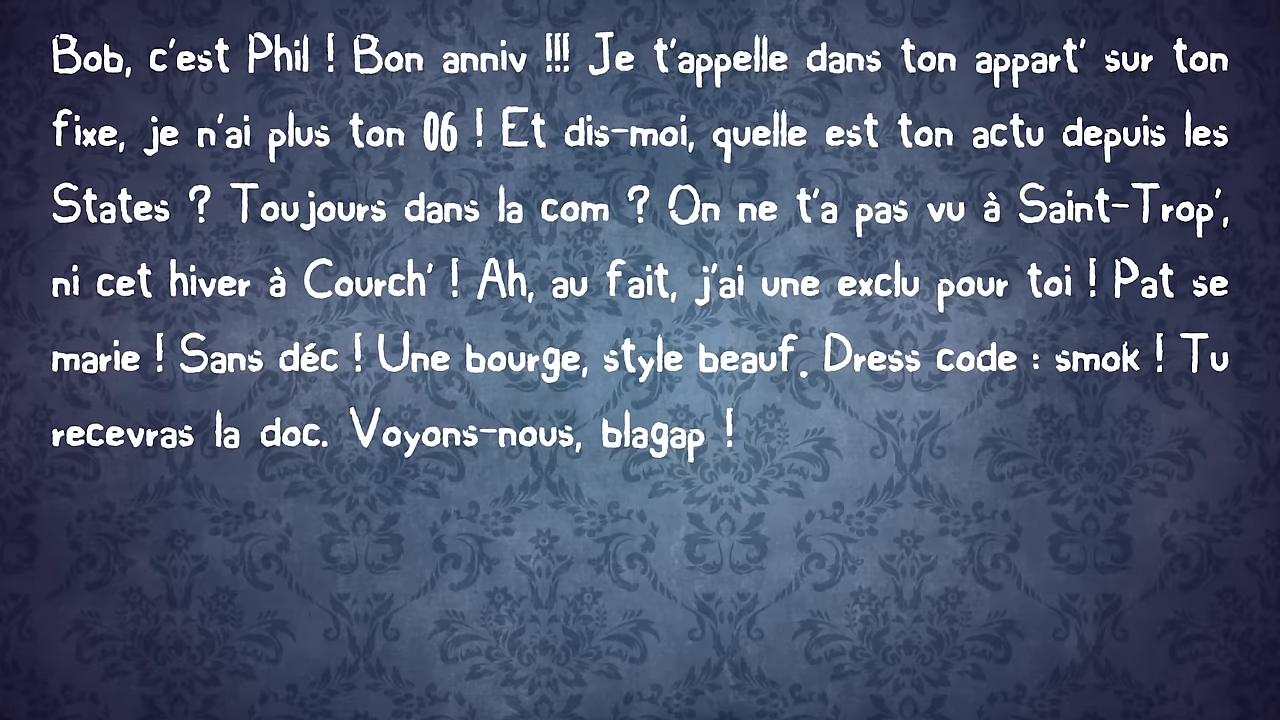 Bob, c'est Phil ! Bon anniv !!! Je t'appelle dans ton appart' sur ton
fixe, je n'ai plus ton 06 ! Et dis-moi, quelle est ton actu depuis les
States ? Toujours dans la com ? On ne t'a pas vu à Saint-Trop',
ni cet hiver à Courch' ! Ah, au fait, j'ai une exclu pour toi ! Pat se
marie ! Sans déc ! Une bourge, style beauf. Dress code : smok ! Tu
recevras la doc. Voyons-nous, blagap !